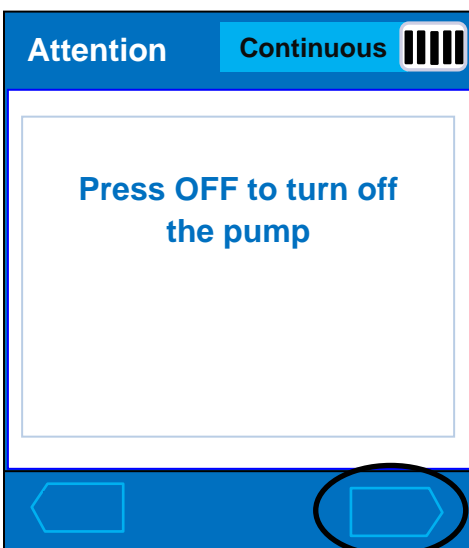 Attention
Continuous
Press OFF to turn off
the pump